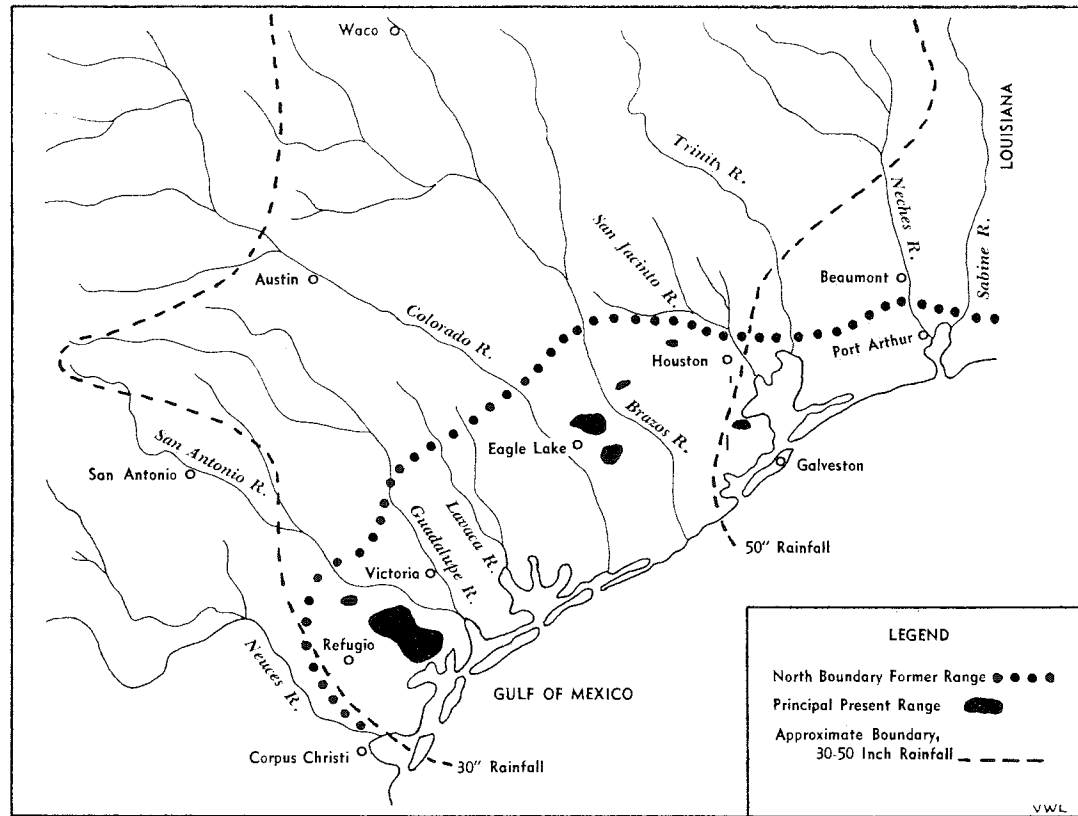 Waco
LOUISIANA
Trinity R.
Neches R.
Sabine R.
San Jacinto R.
Beaumont
Austin
Colorado R.
Port Arthur
Houston
Brazos R.
Eagle Lake
San Antonio R.
San Antonio
Galveston
Lavaca R.
Guadalupe R.
50" Rainfall
Victoria
Refugio
Neuces R.
GULF OF MEXICO
Corpus Christi
30" Rainfall
LEGEND
North Boundary Former Range
Principal Present Range
Approximate Boundary,
30-50 Inch Rainfall
VWL